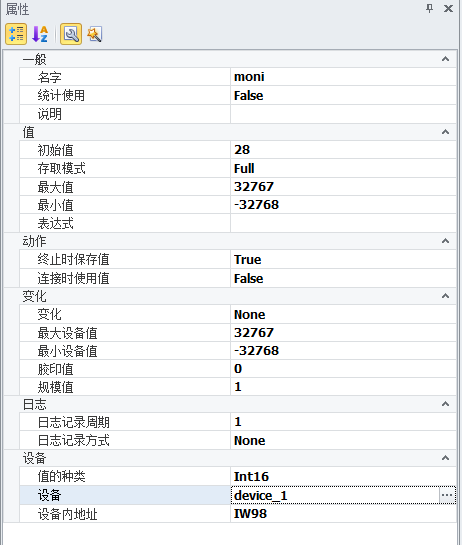 属性
一般
名字 moni
统计使用 False
说明
值
初始值 28
存取模式 Full
最大值 32767
最小值 -32768
表达式
动作
终止时保存值 True
连接时使用值 False
变化
变化 None
最大设备值 32767
最小设备值 -32768
胶印值 0
规模值 1
日志
日志记录周期 1
日志记录方式 None
设备
值的种类 Int16
设备 device_1 ...
设备内地址 IW98